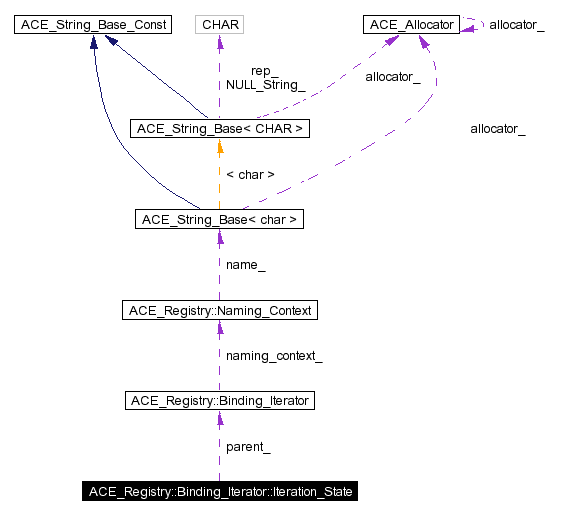 ACE_String_Base_Const
CHAR
ACE_Allocator
allocator_
rep_
NULL_String_
allocator_
ACE_String_Base< CHAR >
allocator_
< char >
ACE_String_Base< char >
name_
ACE_Registry::Naming_Context
naming_context_
ACE_Registry::Binding_Iterator
parent_
ACE_Registry::Binding_Iterator::Iteration_State